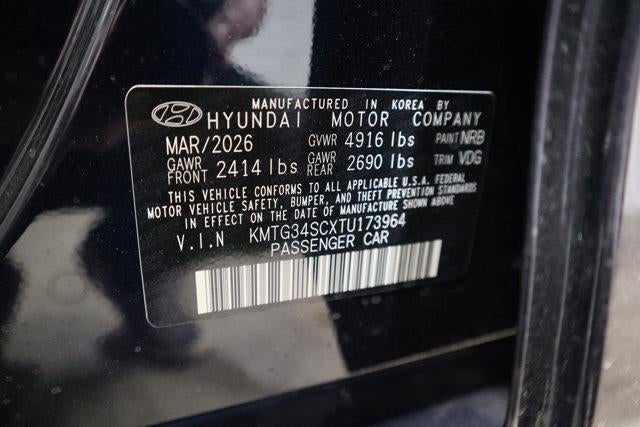 MANUFACTURED IN KOREA BY
HYUNDAI MOTOR COMPANY
MAR/2026 GVWR 4916 lbs PAINT NRB
GAWR FRONT 2414 lbs GAWR REAR 2690 lbs TRIM VDG
THIS VEHICLE CONFORMS TO ALL APPLICABLE U.S.A. FEDERAL
MOTOR VEHICLE SAFETY, BUMPER, AND THEFT PREVENTION STANDARDS
IN EFFECT ON THE DATE OF MANUFACTURE SHOWN ABOVE
V.I.N KMTG34SCXTU173964
PASSENGER CAR